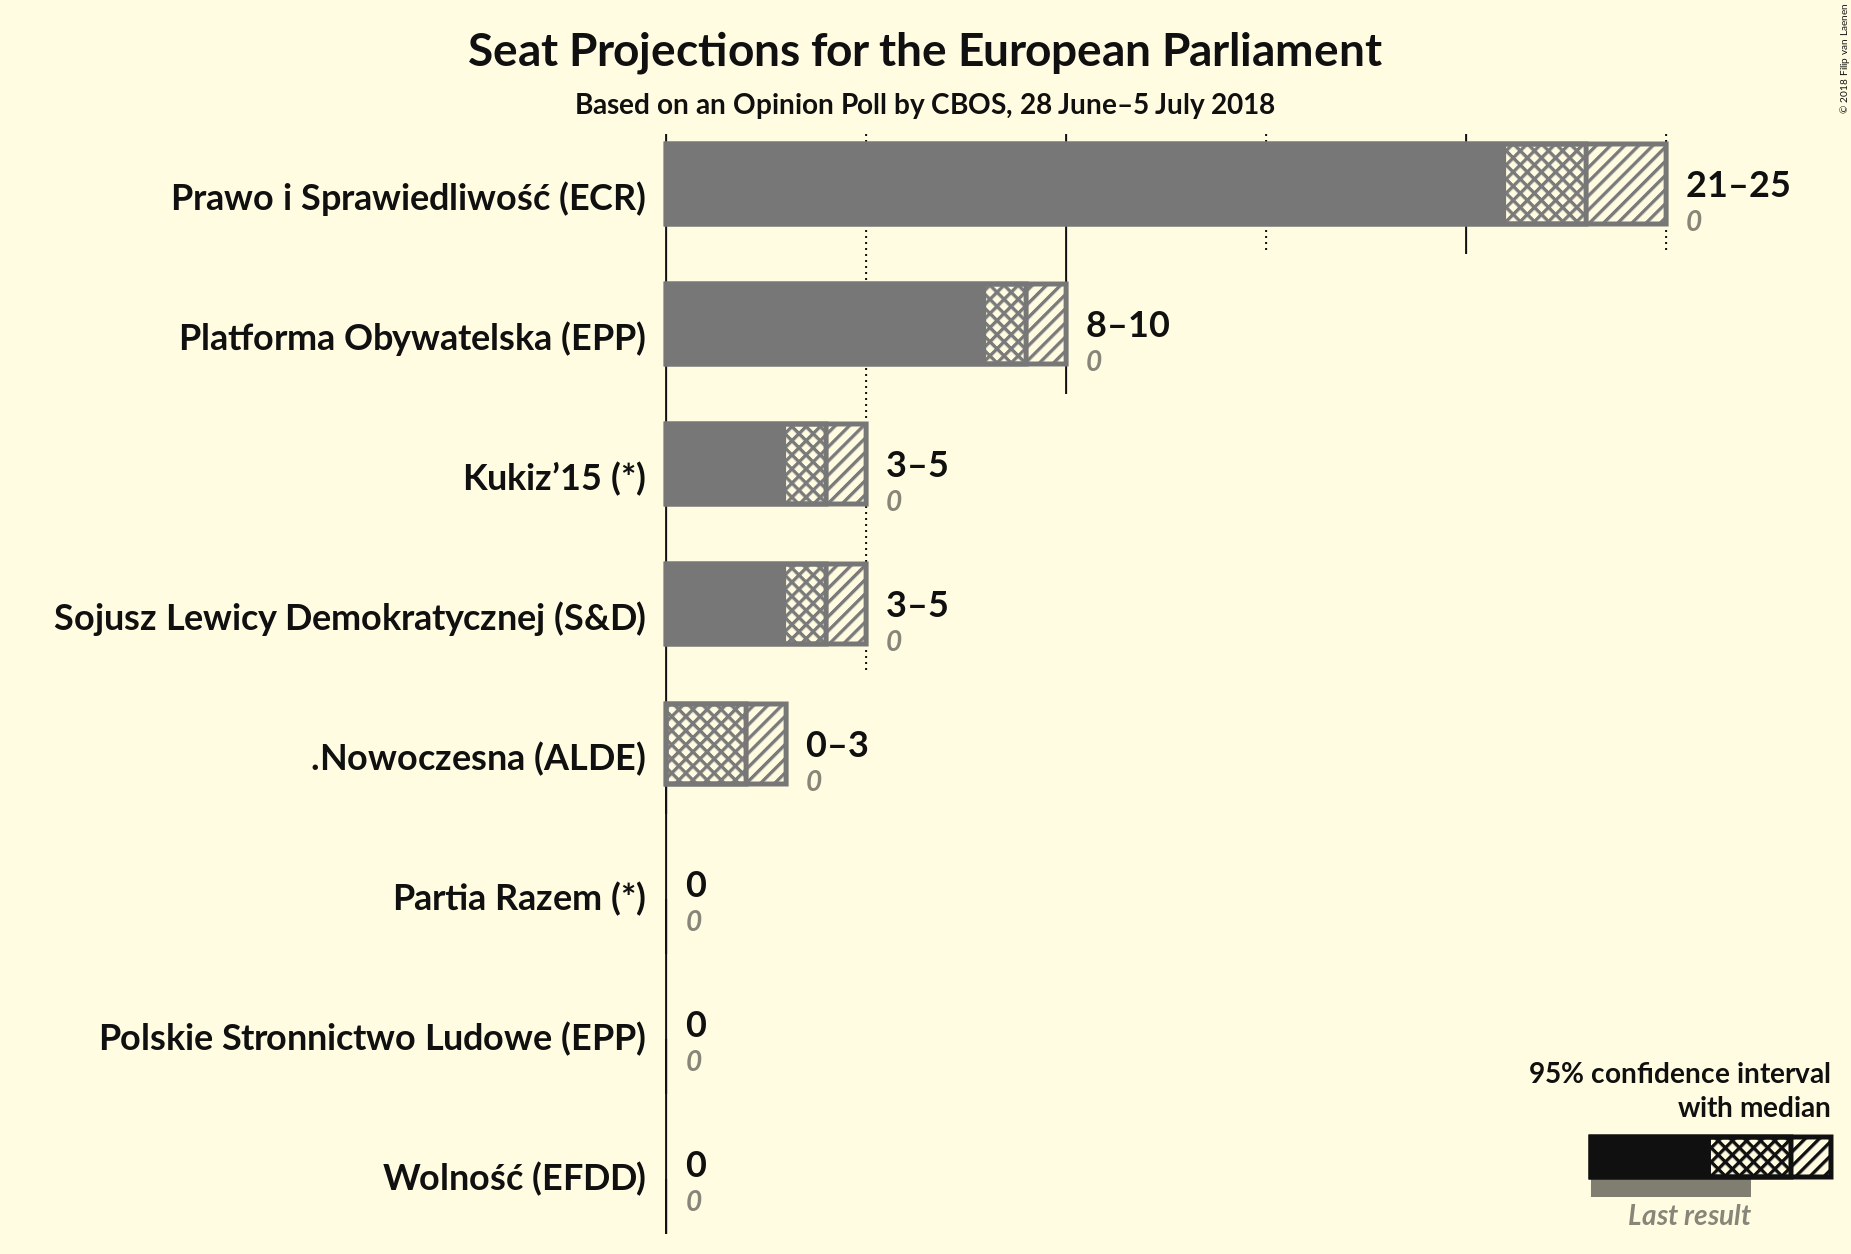 Seat Projections for the European Parliament
Based on an Opinion Poll by CBOS, 28 June–5 July 2018
© 2018 Filip van Laenen
Prawo i Sprawiedliwość (ECR)
21–25
0
Platforma Obywatelska (EPP)
8–10
0
Kukiz’15 (*)
3–5
0
Sojusz Lewicy Demokratycznej (S&D)
3–5
0
.Nowoczesna (ALDE)
0–3
0
Partia Razem (*)
0
0
Polskie Stronnictwo Ludowe (EPP)
0
0
Wolność (EFDD)
0
0
95% confidence interval
with median
Last result